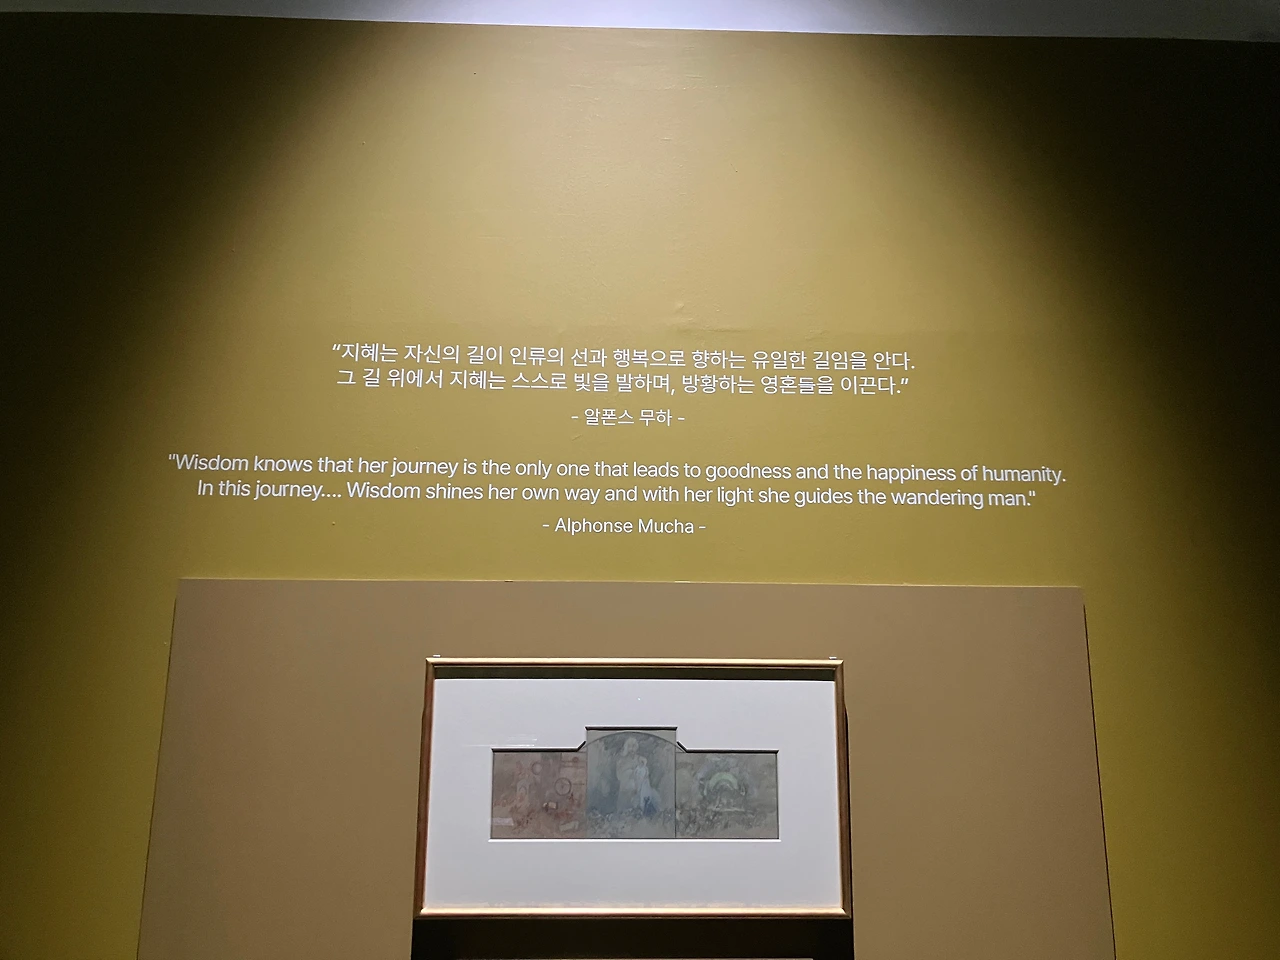 “지혜는 자신의 길이 인류의 선과 행복으로 향하는 유일한 길임을 안다.
그 길 위에서 지혜는 스스로 빛을 발하며, 방황하는 영혼들을 이끈다.”
- 알폰스 무하 -
"Wisdom knows that her journey is the only one that leads to goodness and the happiness of humanity.
In this journey.... Wisdom shines her own way and with her light she guides the wandering man."
- Alphonse Mucha -